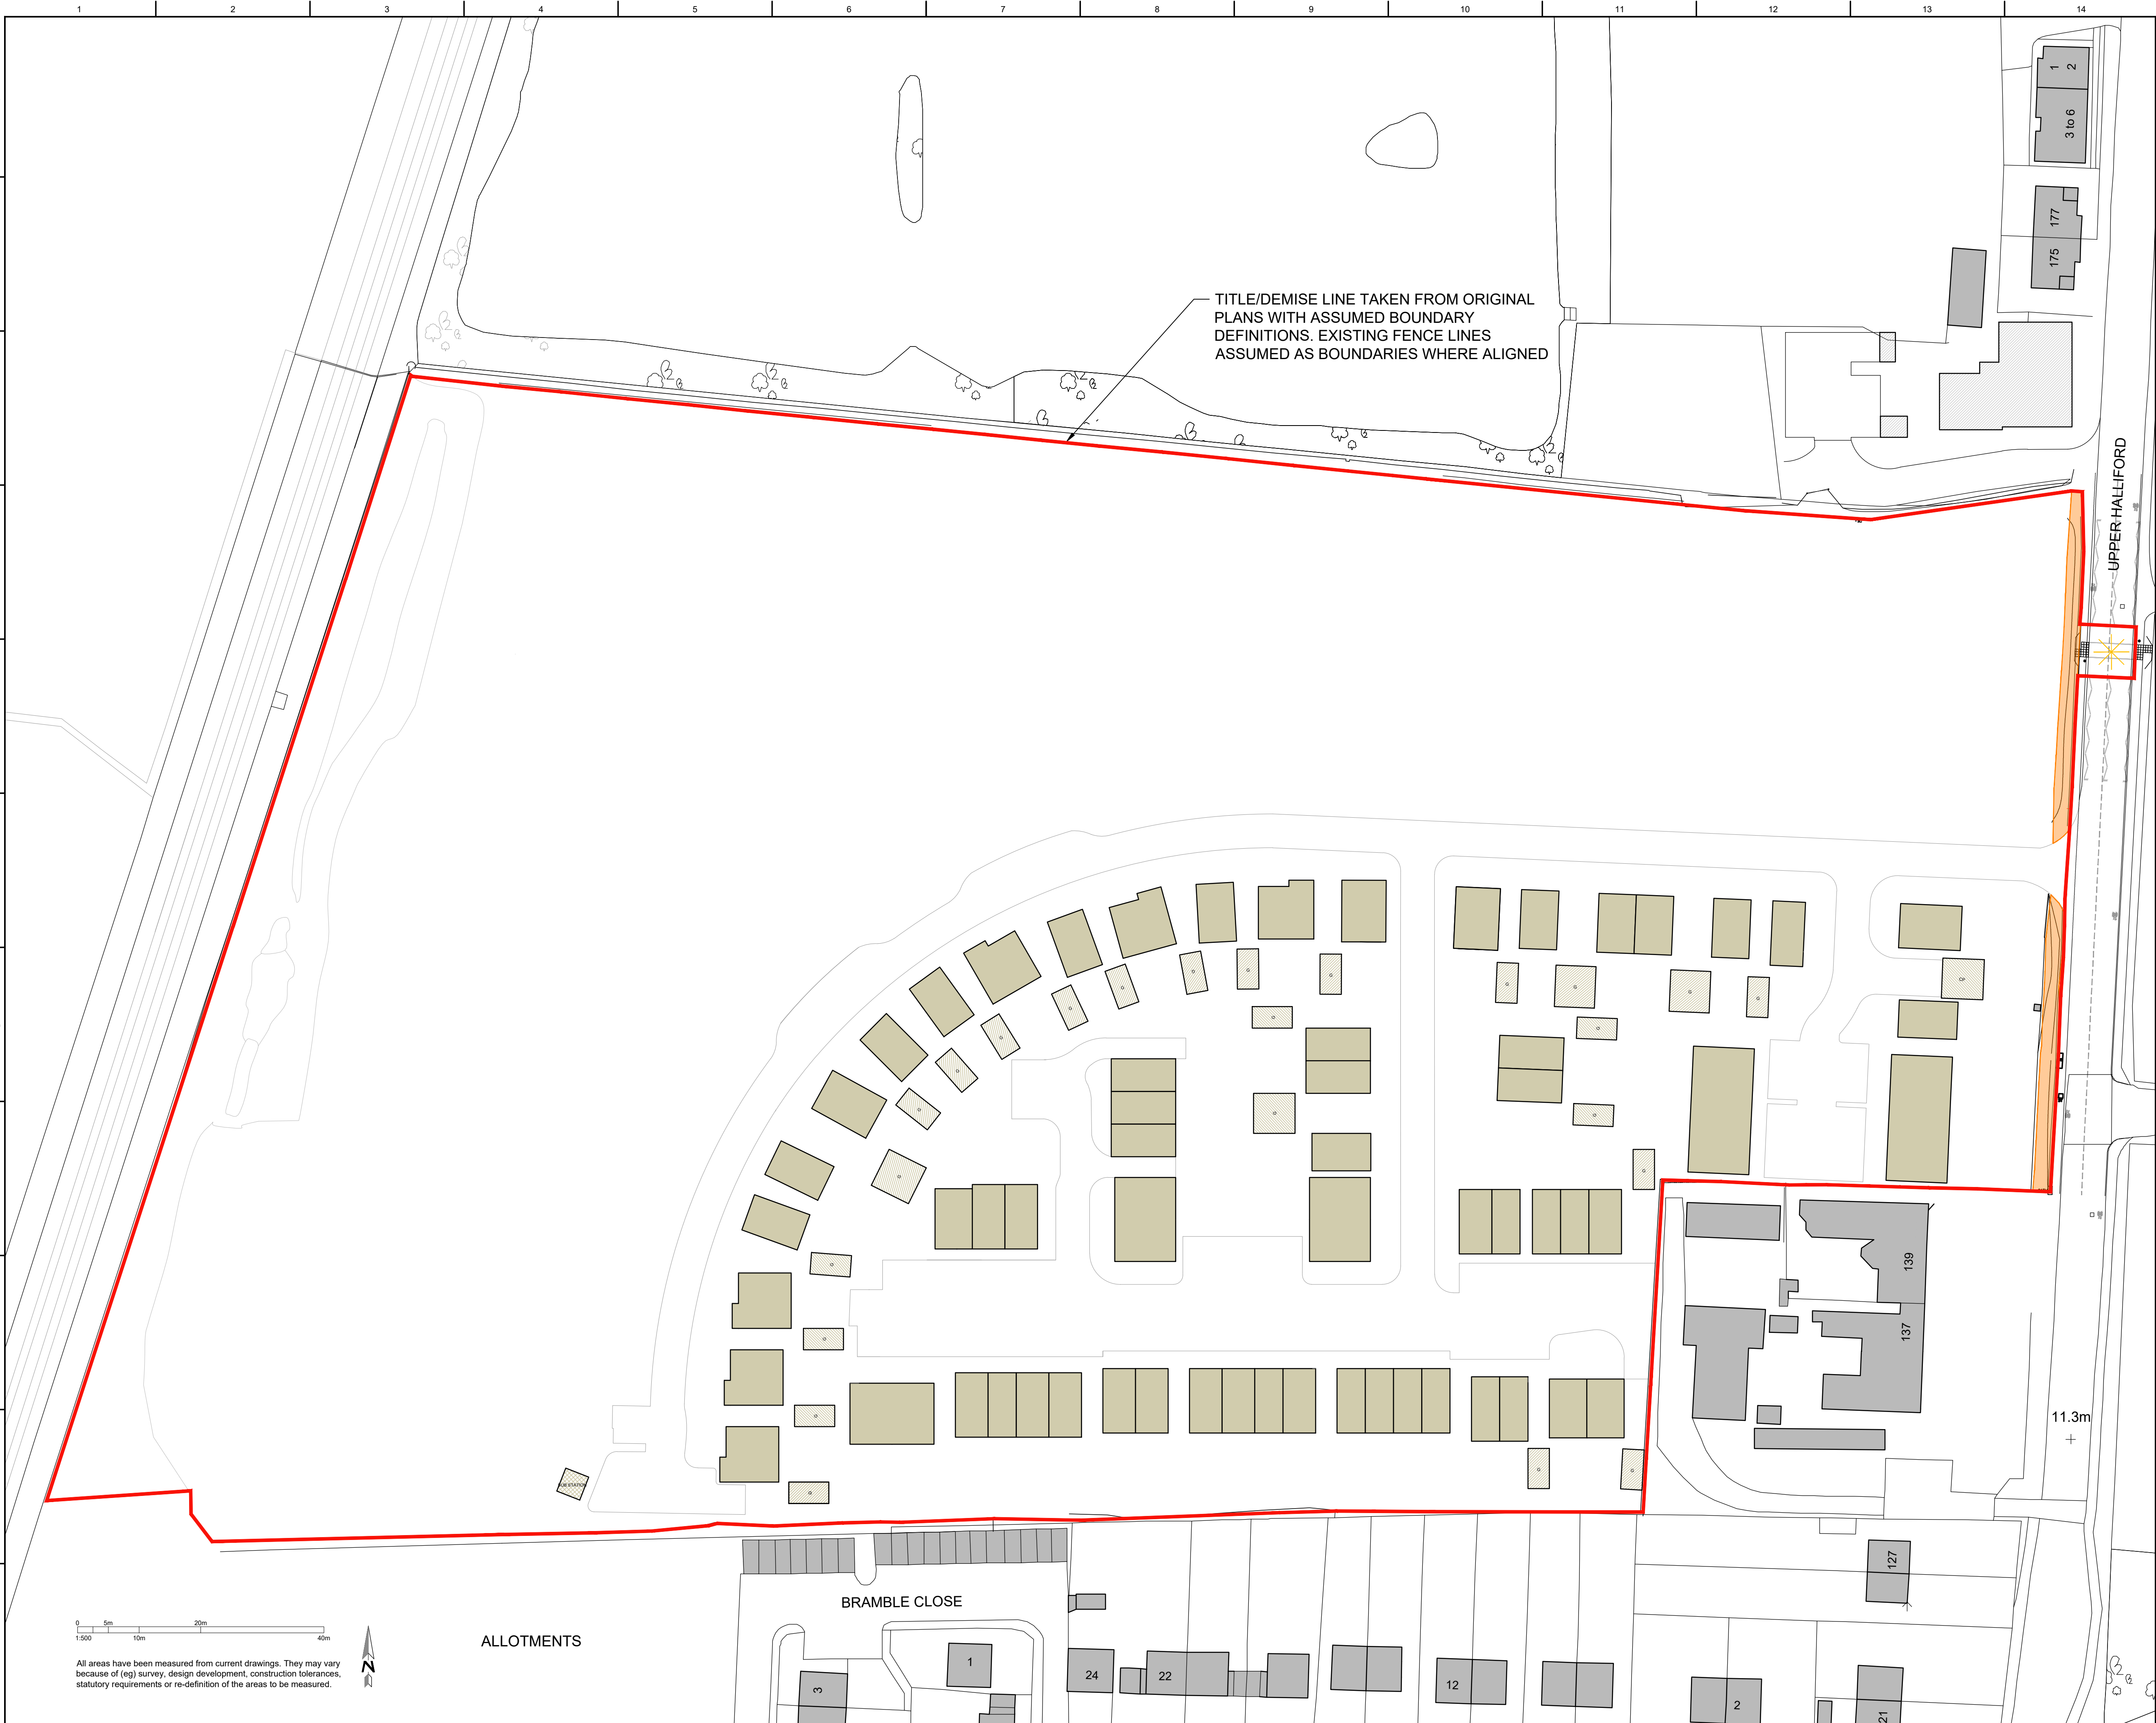 1 2 3 4 5 6 7 8 9 10 11 12 13 14
1
2
3 to 6
177
175
TITLE/DEMISE LINE TAKEN FROM ORIGINAL
PLANS WITH ASSUMED BOUNDARY
DEFINITIONS. EXISTING FENCE LINES
ASSUMED AS BOUNDARIES WHERE ALIGNED
UPPER HALLIFORD
CP
139
137
11.3m
SUB STATION
127
BRAMBLE CLOSE
ALLOTMENTS
0 5m 20m
1:500 10m 40m
N
All areas have been measured from current drawings. They may vary
because of (eg) survey, design development, construction tolerances,
statutory requirements or re-definition of the areas to be measured.
3
1
24
22
12
2
21